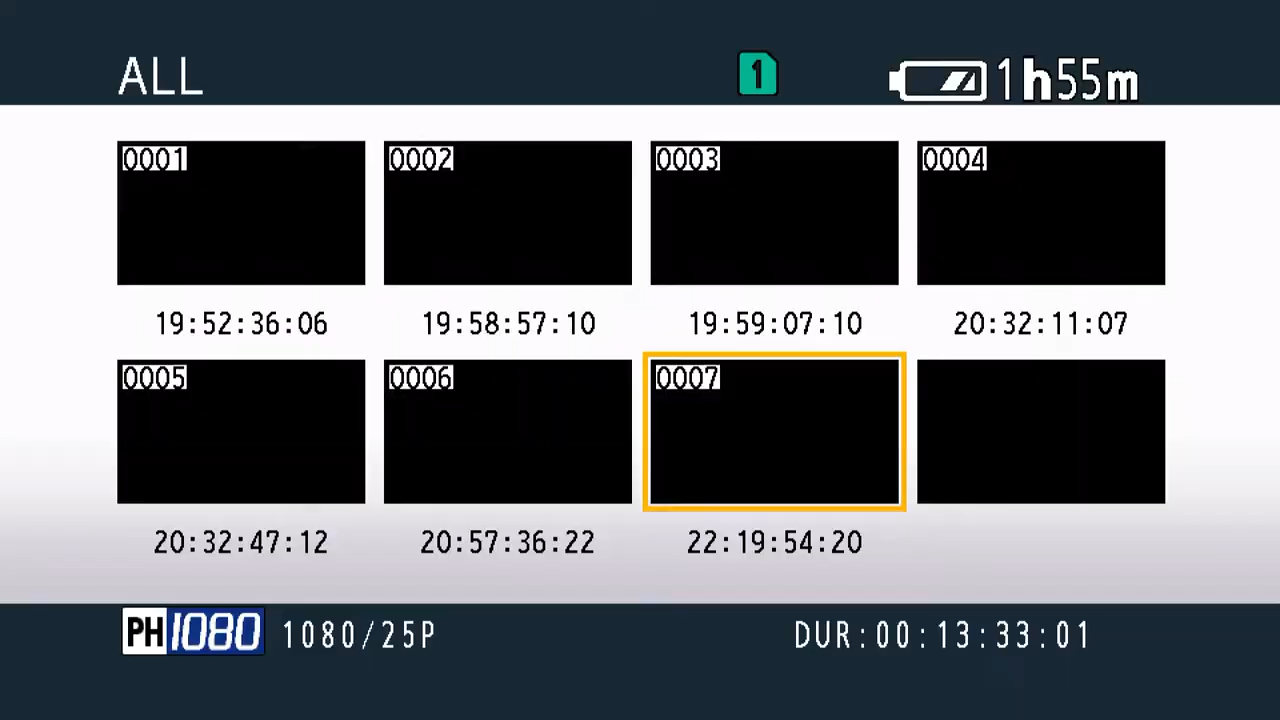 ALL 1 1h55m
0001 0002 0003 0004
19:52:36:06 19:58:57:10 19:59:07:10 20:32:11:07
0005 0006 0007
20:32:47:12 20:57:36:22 22:19:54:20
PH 1080 1080/25P DUR:00:13:33:01